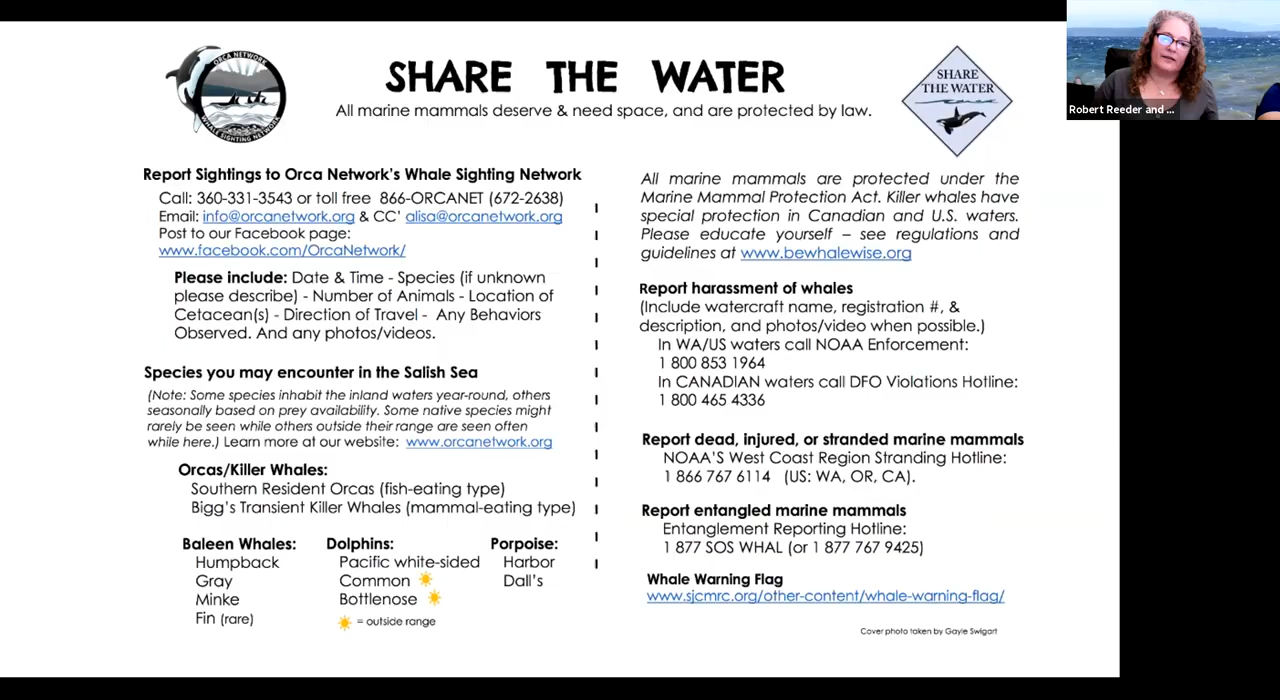 ORCA NETWORK
WHALE SIGHTING NETWORK
SHARE THE WATER
All marine mammals deserve & need space, and are protected by law.
SHARE
THE WATER
Robert Reeder and ...
Report Sightings to Orca Network's Whale Sighting Network
Call: 360-331-3543 or toll free 866-ORCANET (672-2638)
Email: info@orcanetwork.org & CC' alisa@orcanetwork.org
Post to our Facebook page:
www.facebook.com/OrcaNetwork/
Please include: Date & Time - Species (if unknown
please describe) - Number of Animals - Location of
Cetacean(s) - Direction of Travel - Any Behaviors
Observed. And any photos/videos.
Species you may encounter in the Salish Sea
(Note: Some species inhabit the inland waters year-round, others
seasonally based on prey availability. Some native species might
rarely be seen while others outside their range are seen often
while here.) Learn more at our website: www.orcanetwork.org
Orcas/Killer Whales:
Southern Resident Orcas (fish-eating type)
Bigg's Transient Killer Whales (mammal-eating type)
Baleen Whales:
Humpback
Gray
Minke
Fin (rare)
Dolphins:
Pacific white-sided
Common
Bottlenose
= outside range
Porpoise:
Harbor
Dall's
All marine mammals are protected under the
Marine Mammal Protection Act. Killer whales have
special protection in Canadian and U.S. waters.
Please educate yourself – see regulations and
guidelines at www.bewhalewise.org
Report harassment of whales
(Include watercraft name, registration #, &
description, and photos/video when possible.)
In WA/US waters call NOAA Enforcement:
1 800 853 1964
In CANADIAN waters call DFO Violations Hotline:
1 800 465 4336
Report dead, injured, or stranded marine mammals
NOAA'S West Coast Region Stranding Hotline:
1 866 767 6114 (US: WA, OR, CA).
Report entangled marine mammals
Entanglement Reporting Hotline:
1 877 SOS WHAL (or 1 877 767 9425)
Whale Warning Flag
www.sjcmrc.org/other-content/whale-warning-flag/
Cover photo taken by Gayle Swigart